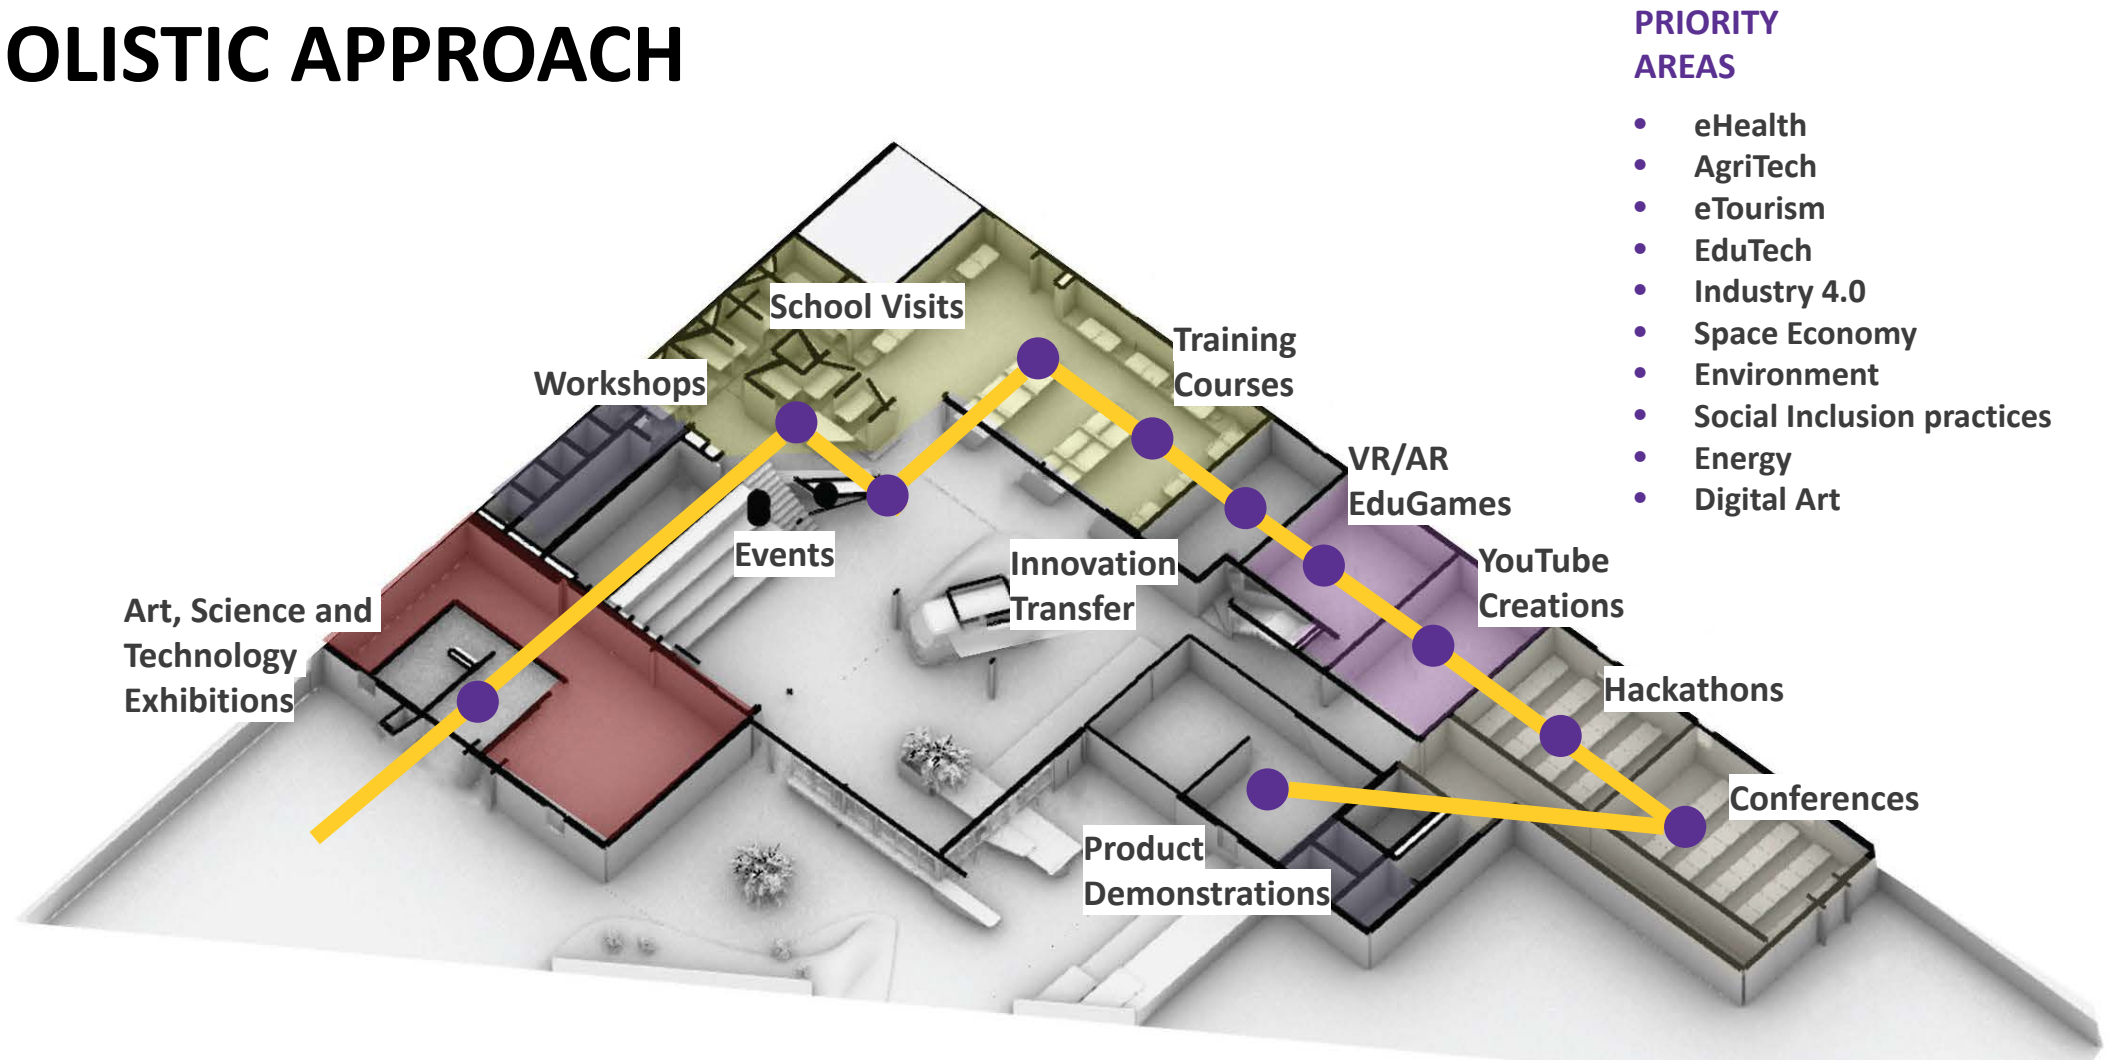 OLISTIC APPROACH
PRIORITY
AREAS
• eHealth
• AgriTech
• eTourism
• EduTech
• Industry 4.0
• Space Economy
• Environment
• Social Inclusion practices
• Energy
• Digital Art
School Visits
Workshops
Training
Courses
VR/AR
EduGames
Events
Innovation
Transfer
YouTube
Creations
Art, Science and
Technology
Exhibitions
Hackathons
Conferences
Product
Demonstrations